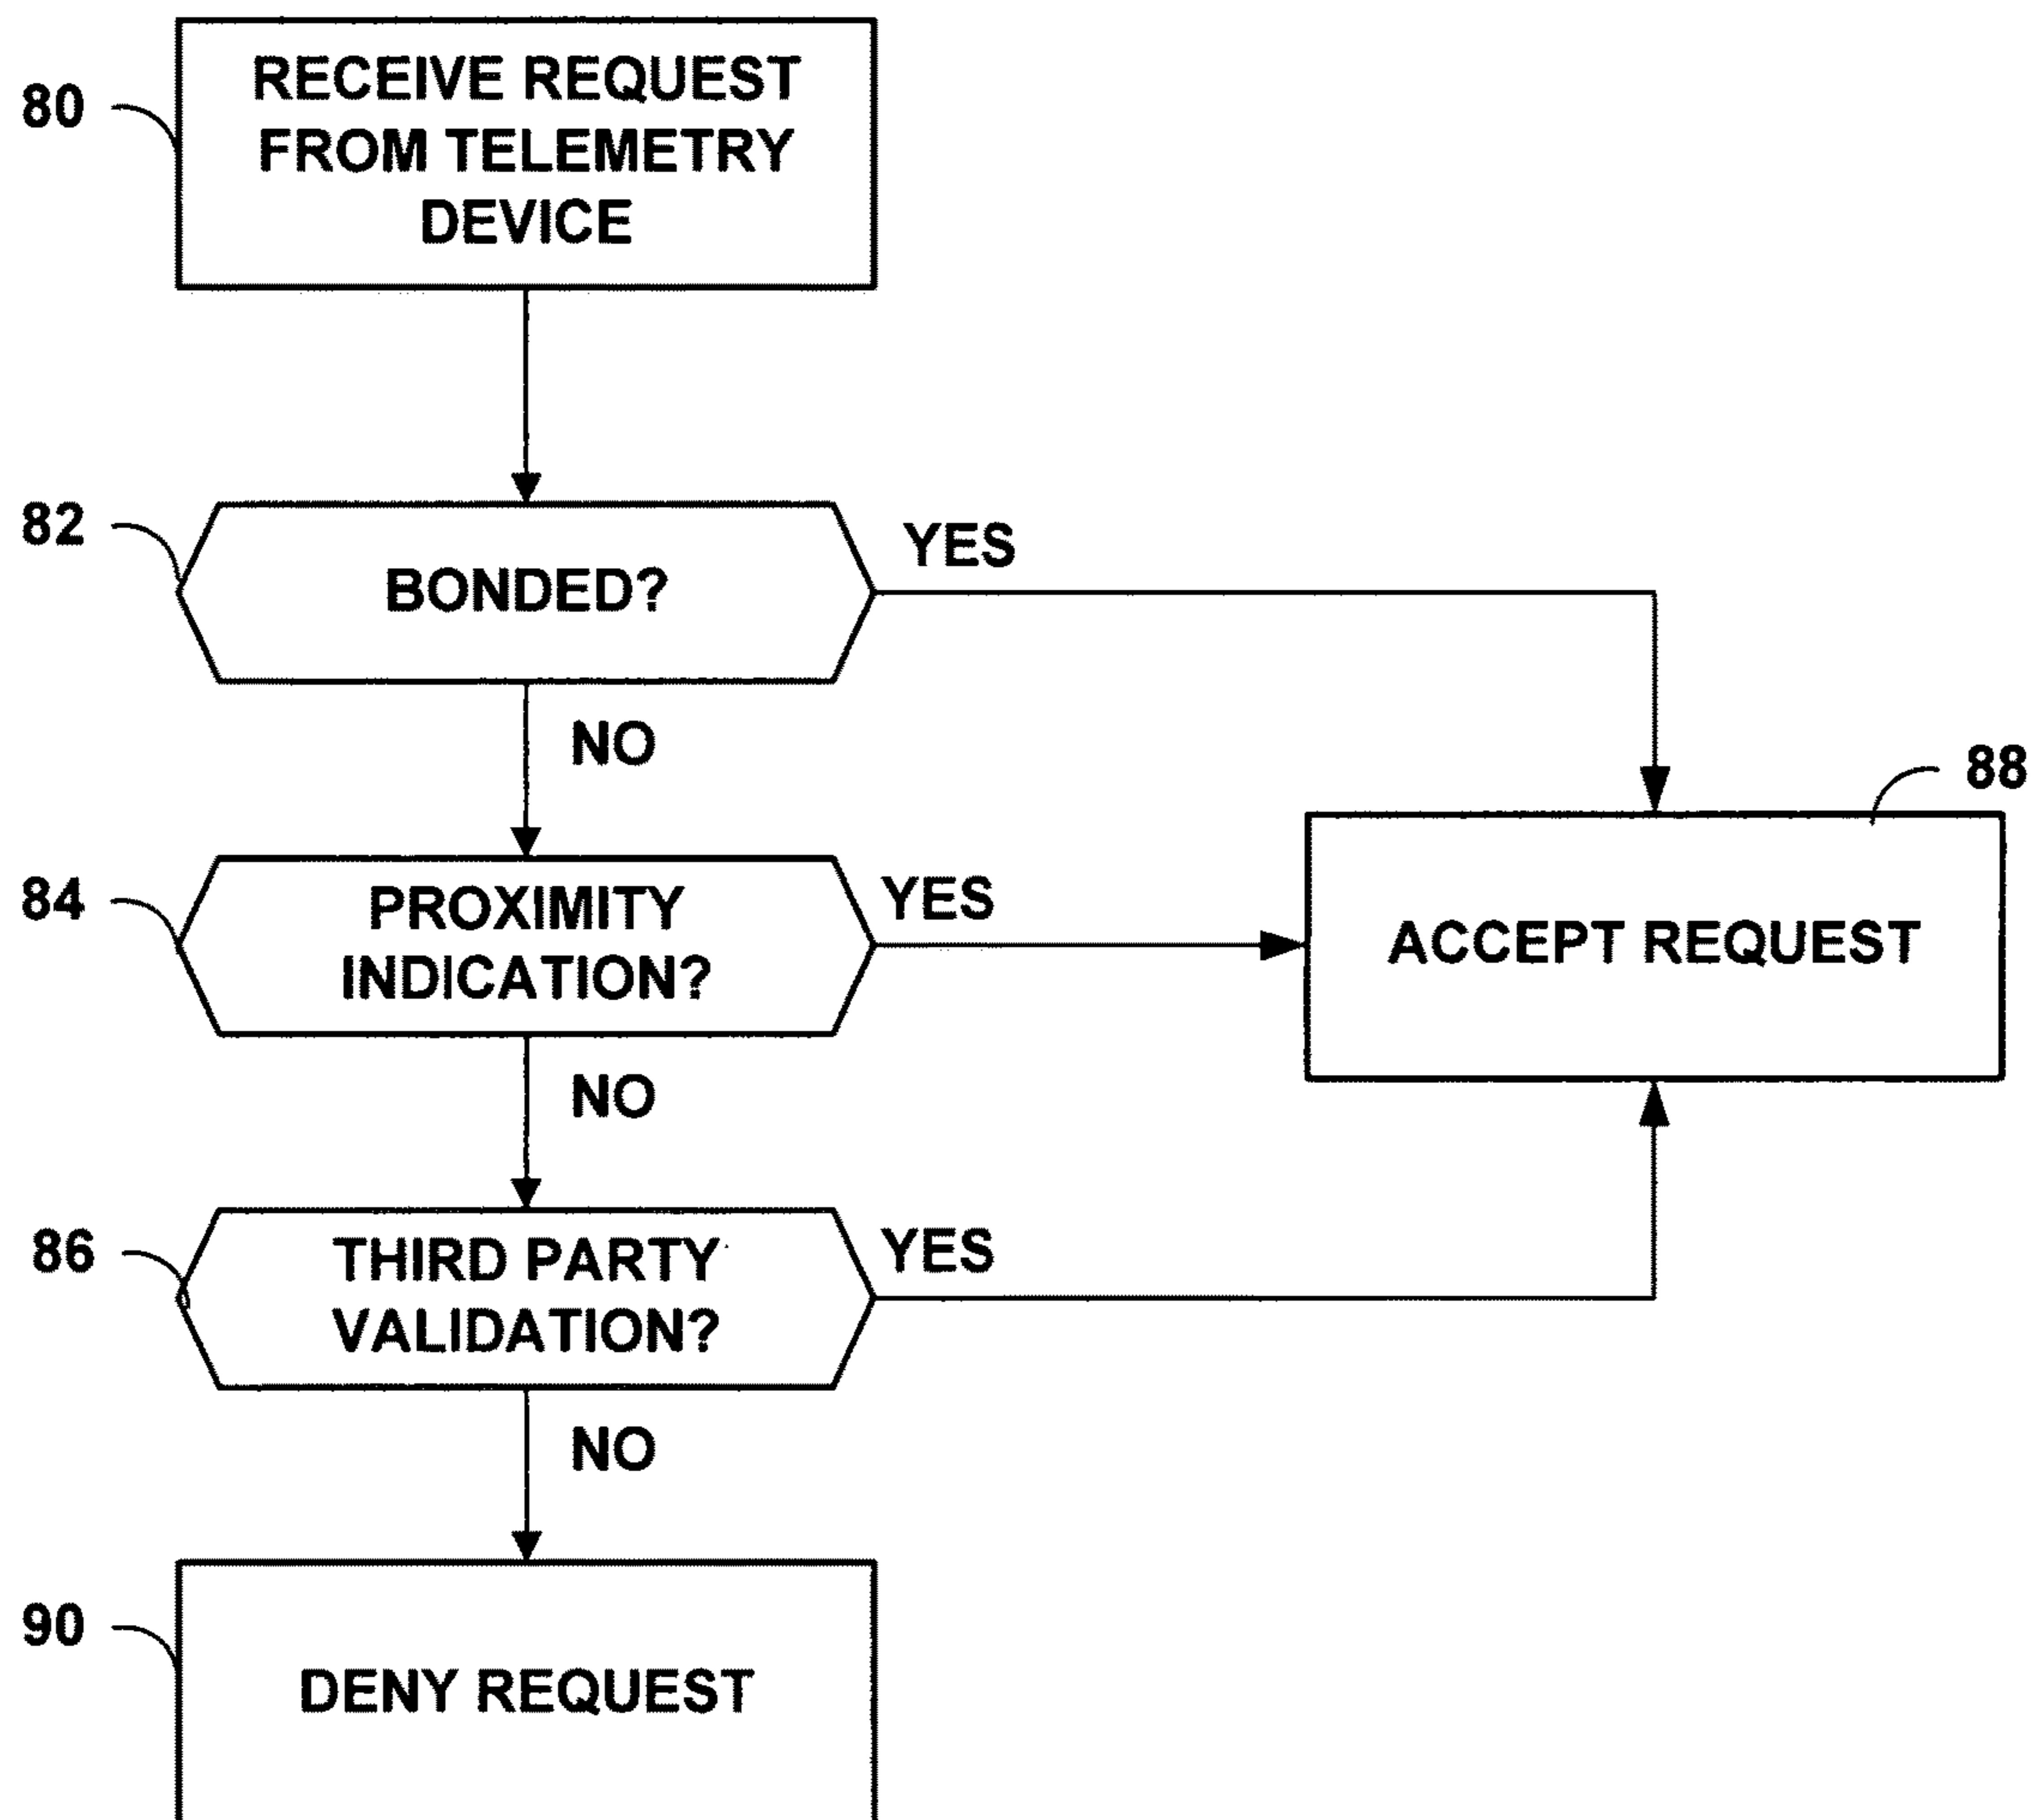 80
RECEIVE REQUEST
FROM TELEMETRY
DEVICE
82
BONDED?
YES
NO
88
84
PROXIMITY
INDICATION?
YES
ACCEPT REQUEST
NO
86
THIRD PARTY
VALIDATION?
YES
NO
90
DENY REQUEST